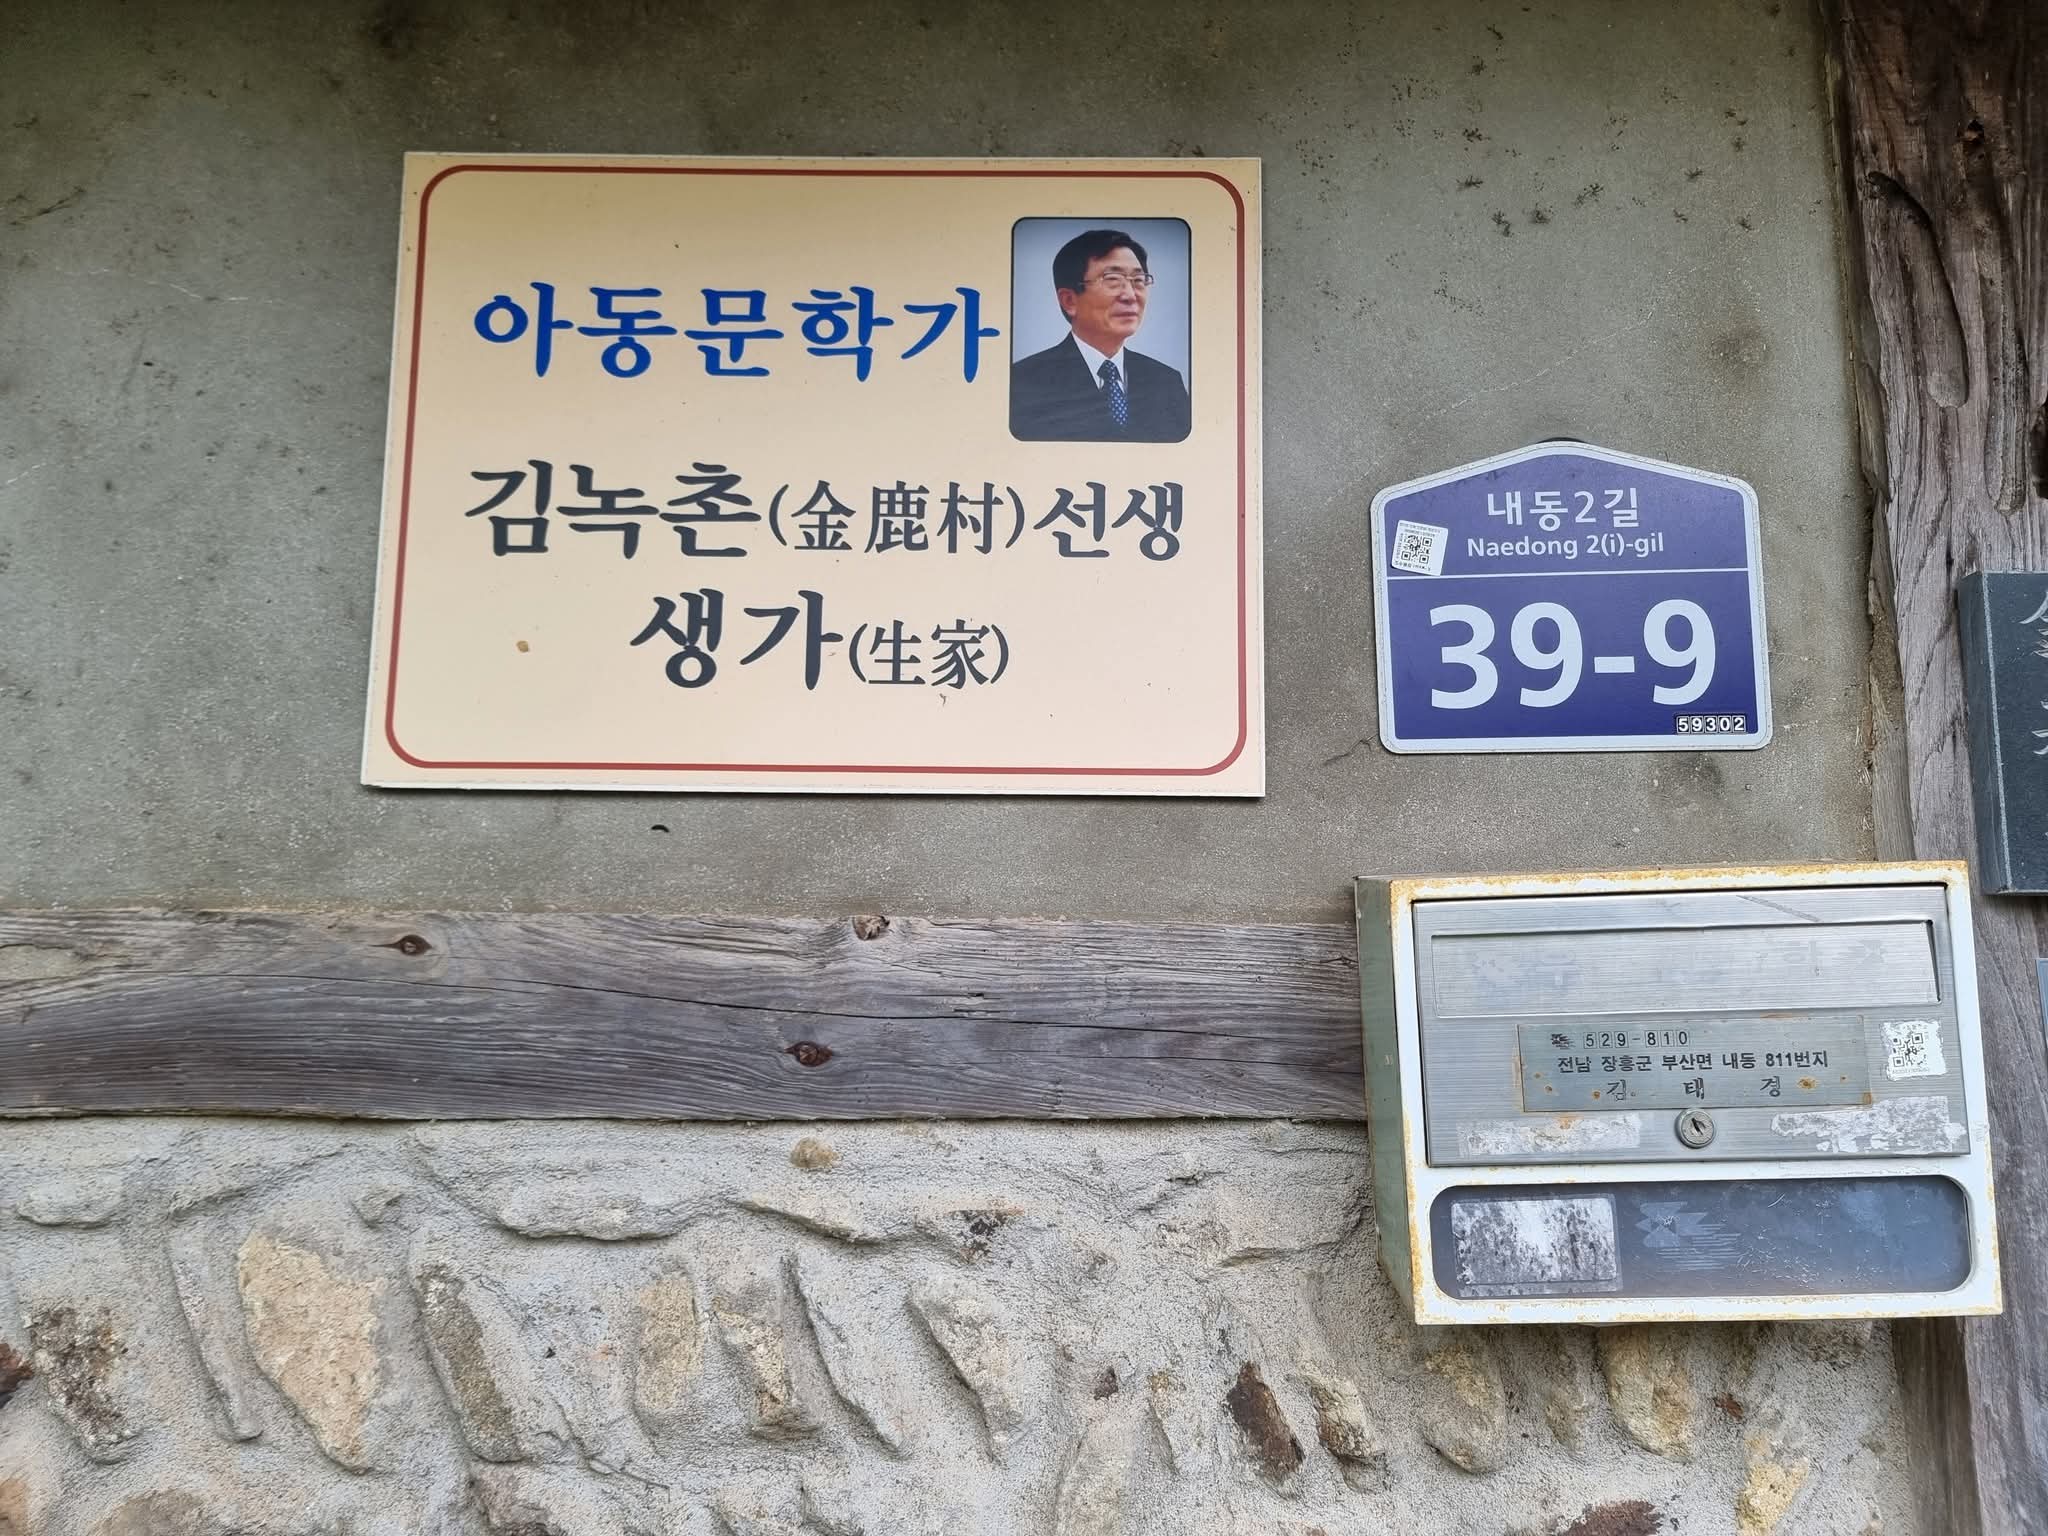 아동문학가
김녹촌(金鹿村)선생
생가(生家)
내동2길
Naedong 2(i)-gil
39-9
59302
529-810
전남 장흥군 부산면 내동 811번지
김 태 경